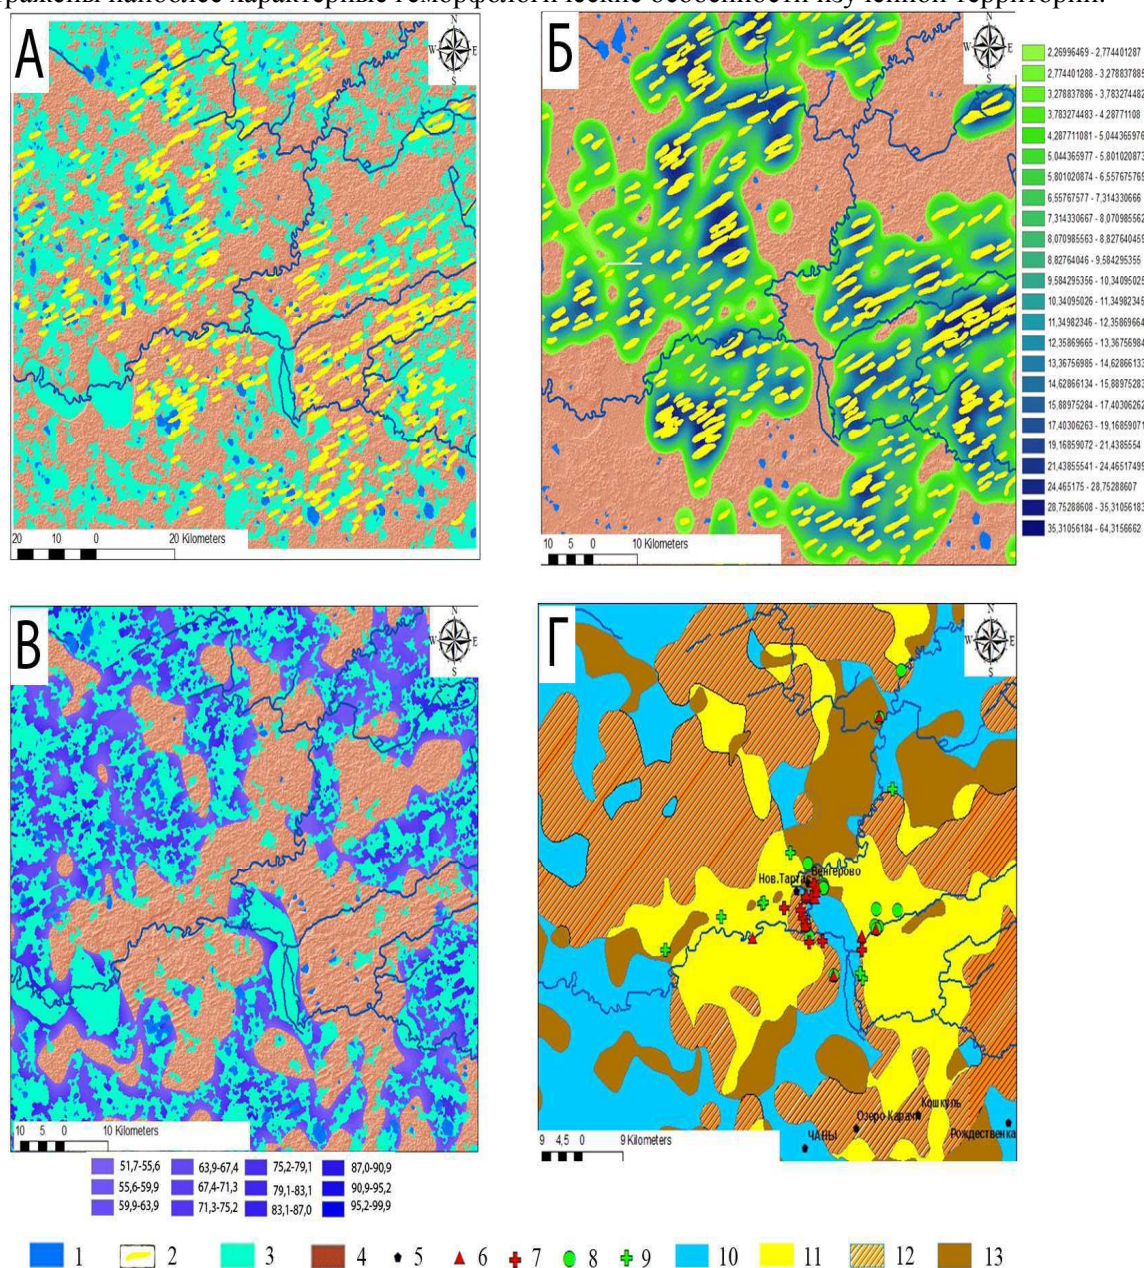 ражены наиболее характерные геморфологические особенности изученной территории.
А
N
W E
S
20 10 0 20 Kilometers
Б
N
W E
S
10 5 0 10 Kilometers
2,26996469 - 2,774401287
2,774401288 - 3,278837885
3,278837886 - 3,783274482
3,783274483 - 4,28771108
4,287711081 - 5,044365976
5,044365977 - 5,801020873
5,801020874 - 6,557675769
6,55767577 - 7,314330666
7,314330667 - 8,070985562
8,070985563 - 8,827640459
8,82764046 - 9,584295355
9,584295356 - 10,34095025
10,34095026 - 11,34982345
11,34982346 - 12,35869664
12,35869665 - 13,36756984
13,36756985 - 14,62866133
14,62866134 - 15,88975283
15,88975284 - 17,40306262
17,40306263 - 19,16859071
19,16859072 - 21,4385554
21,43855541 - 24,46517499
24,465175 - 28,75288607
28,75288608 - 35,31056183
35,31056184 - 64,3156662
В
N
W E
S
10 5 0 10 Kilometers
51,7-55,6
55,6-59,9
59,9-63,9
63,9-67,4
67,4-71,3
71,3-75,2
75,2-79,1
79,1-83,1
83,1-87,0
87,0-90,9
90,9-95,2
95,2-99,9
Г
N
W E
S
Венгерово
Нов.Тартас
Кошкуль
Озеро-Карачи
Рождественка
ЧАНЫ
9 4,5 0 9 Kilometers
1 2 3 4 5 6 7 8 9 10 11 12 13